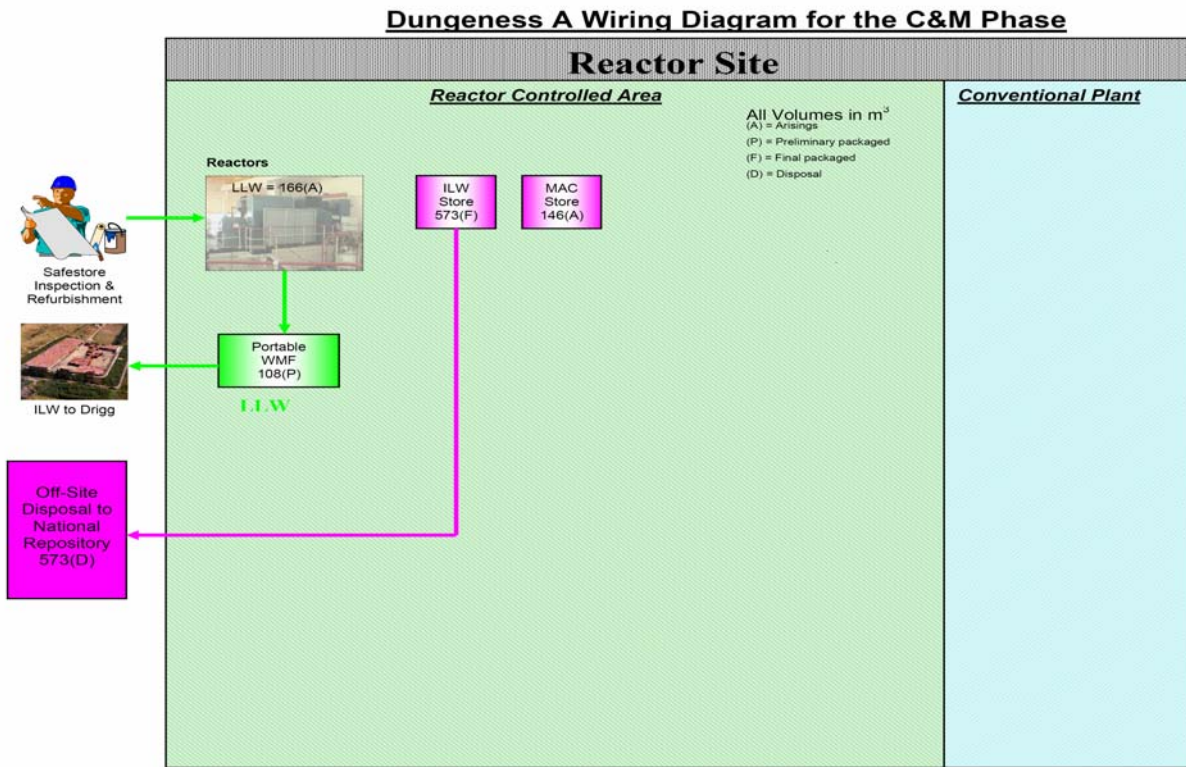 Dungeness A Wiring Diagram for the C&M Phase
Reactor Site
Reactor Controlled Area
Conventional Plant
All Volumes in m³
(A) = Arisings
(P) = Preliminary packaged
(F) = Final packaged
(D) = Disposal
Reactors
LLW = 166(A)
ILW
Store
573(F)
MAC
Store
146(A)
Safestore
Inspection &
Refurbishment
Portable
WMF
108(P)
LLW
ILW to Drigg
Off-Site
Disposal to
National
Repository
573(D)